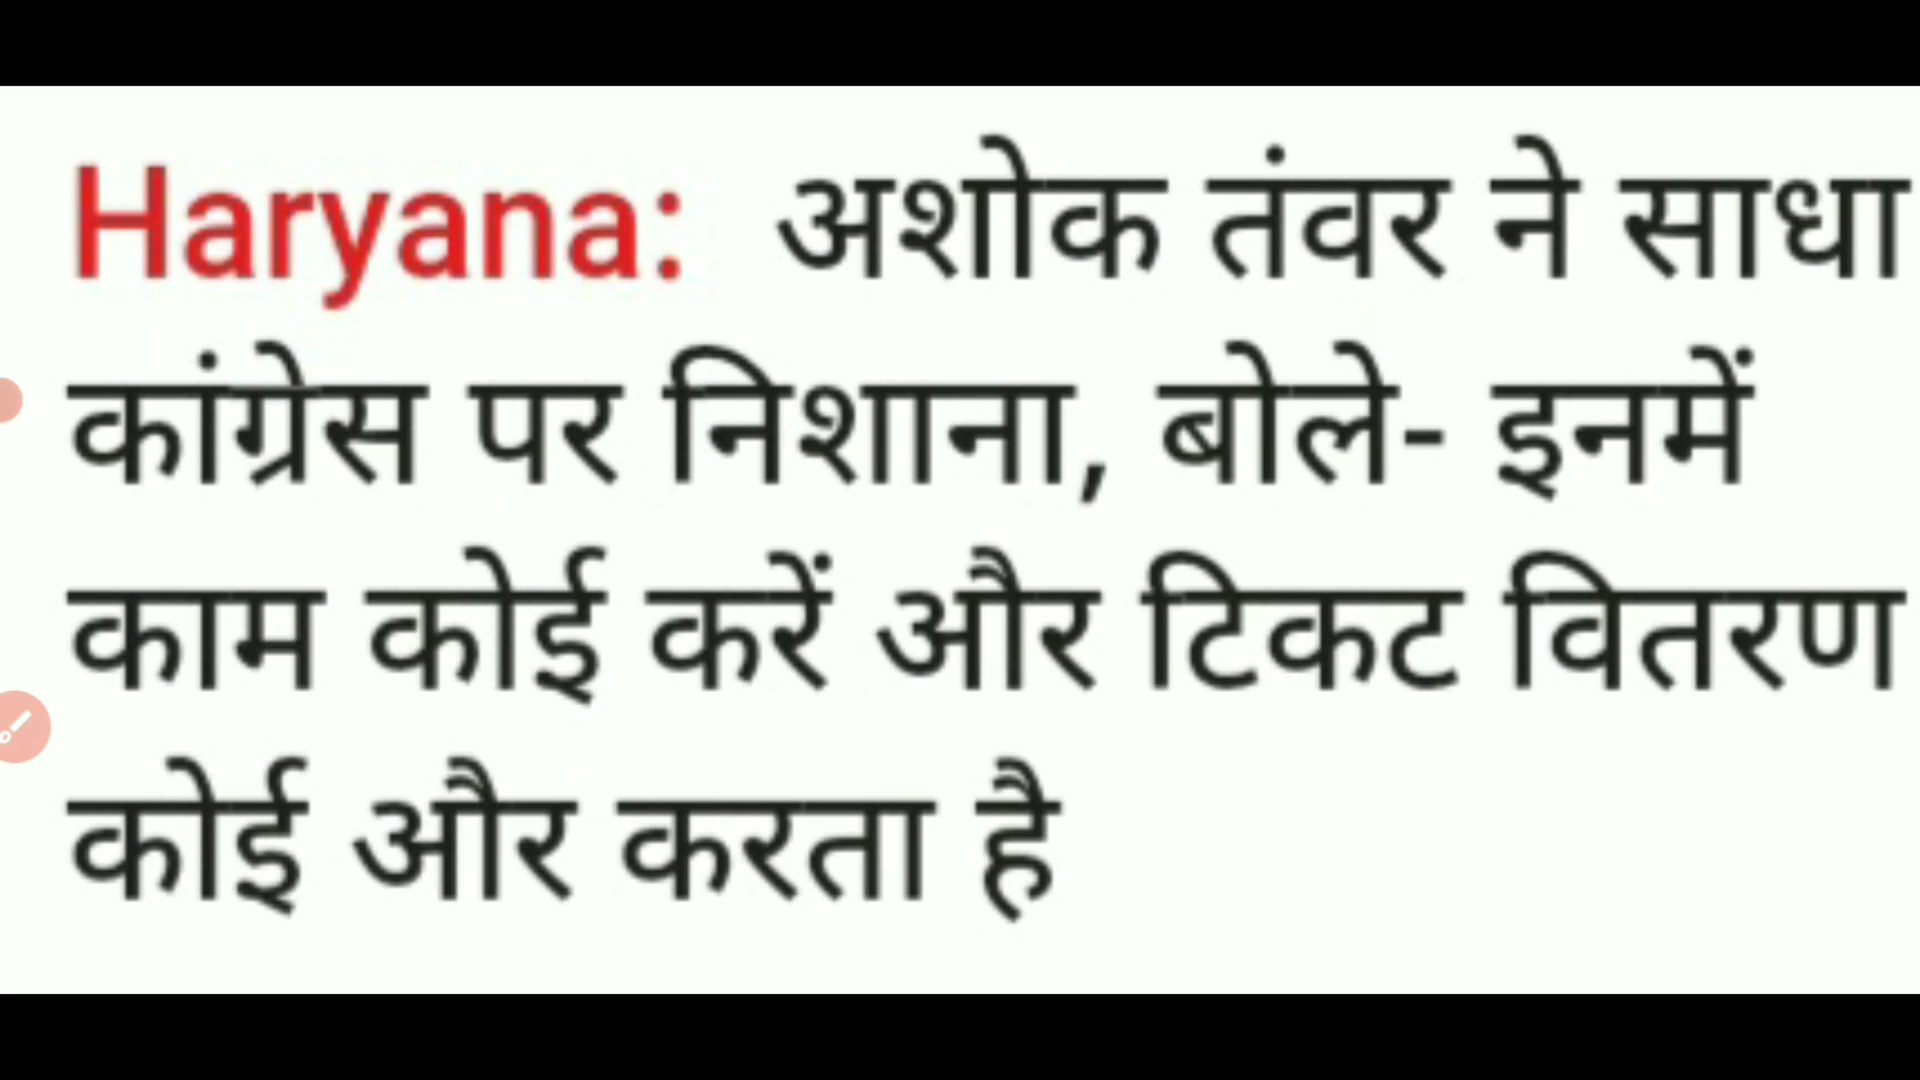 Haryana: अशोक तंवर ने साधा
कांग्रेस पर निशाना, बोले- इनमें
काम कोई करें और टिकट वितरण
कोई और करता है